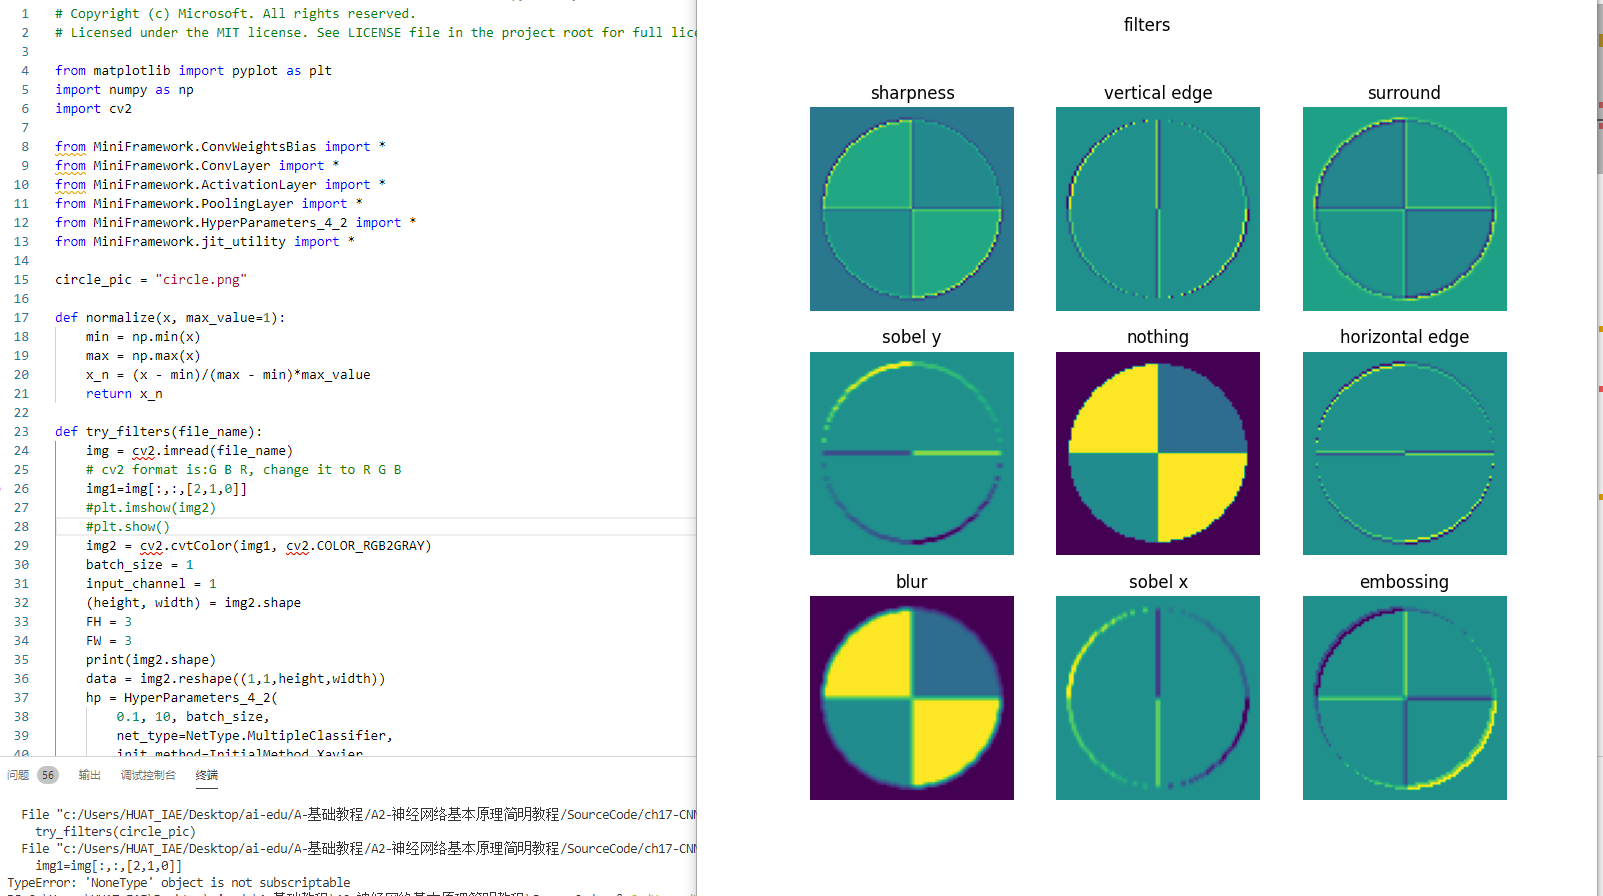 1 # Copyright (c) Microsoft. All rights reserved.
2 # Licensed under the MIT license. See LICENSE file in the project root for full
3
4 from matplotlib import pyplot as plt
5 import numpy as np
6 import cv2
7
8 from MiniFramework.ConvWeightsBias import *
9 from MiniFramework.ConvLayer import *
10 from MiniFramework.ActivationLayer import *
11 from MiniFramework.PoolingLayer import *
12 from MiniFramework.HyperParameters_4_2 import *
13 from MiniFramework.jit_utility import *
14
15 circle_pic = "circle.png"
16
17 def normalize(x, max_value=1):
18 min = np.min(x)
19 max = np.max(x)
20 x_n = (x - min)/(max - min)*max_value
21 return x_n
22
23 def try_filters(file_name):
24 img = cv2.imread(file_name)
25 # cv2 format is:G B R, change it to R G B
26 img1=img[:,:,[2,1,0]]
27 #plt.imshow(img2)
28 #plt.show()
29 img2 = cv2.cvtColor(img1, cv2.COLOR_RGB2GRAY)
30 batch_size = 1
31 input_channel = 1
32 (height, width) = img2.shape
33 FH = 3
34 FW = 3
35 print(img2.shape)
36 data = img2.reshape((1,1,height,width))
37 hp = HyperParameters_4_2(
38 0.1, 10, batch_size,
39 net_type=NetType.MultipleClassifier,
40 init_method=InitialMethod.Xavier,
问题 56 输出 调试控制台 终端
File "c:/Users/HUAT_IAE/Desktop/ai-edu/A-基础教程/A2-神经网络基本原理简明教程/SourceCode/ch17-CNN
try_filters(circle_pic)
File "c:/Users/HUAT_IAE/Desktop/ai-edu/A-基础教程/A2-神经网络基本原理简明教程/SourceCode/ch17-CNN
img1=img[:,:,[2,1,0]]
TypeError: 'NoneType' object is not subscriptable
filters
sharpness
vertical edge
surround
sobel y
nothing
horizontal edge
blur
sobel x
embossing